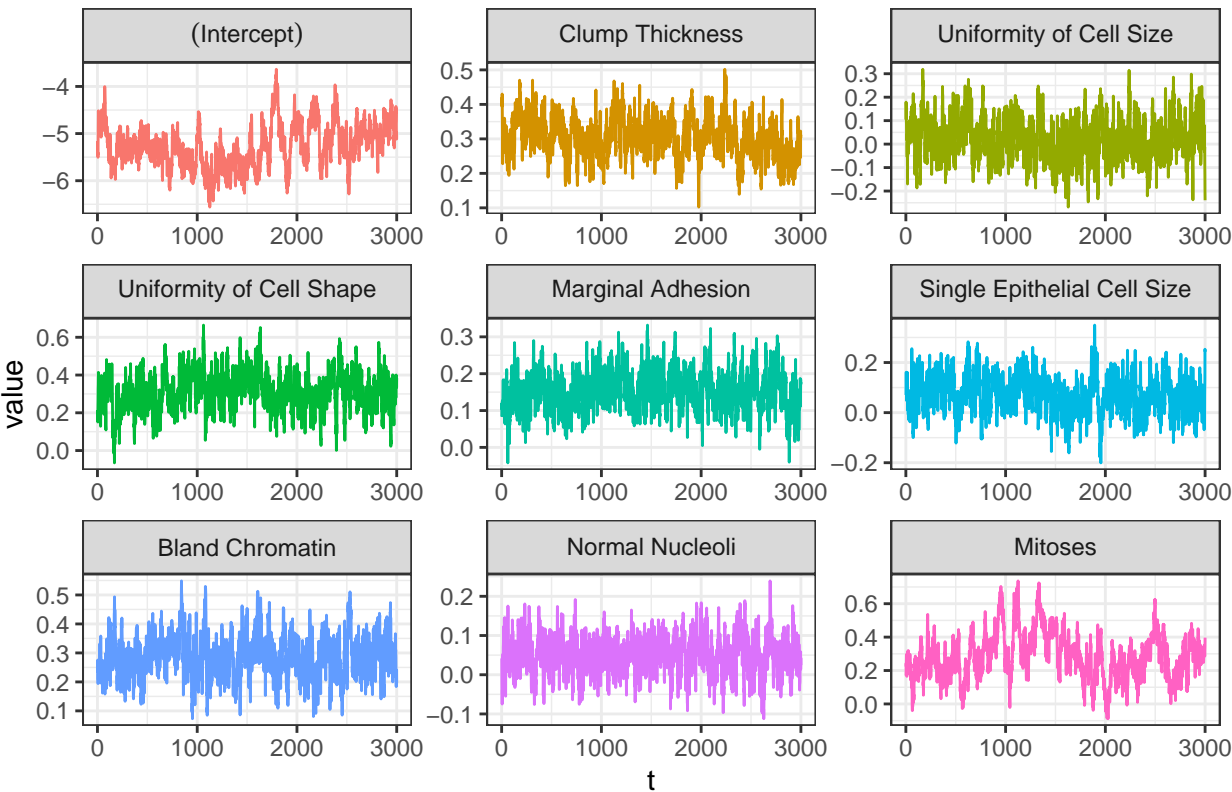 (Intercept) Clump Thickness Uniformity of Cell Size
−4 0.5 0.3
−5 0.4 0.2
−6 0.3 0.1
0.2 0.0
0.1 −0.1
−0.2
0 1000 2000 3000 0 1000 2000 3000 0 1000 2000 3000
Uniformity of Cell Shape Marginal Adhesion Single Epithelial Cell Size
value
0.6 0.3 0.2
0.4 0.2 0.0
0.2 0.1 −0.2
0.0 0.0
0 1000 2000 3000 0 1000 2000 3000 0 1000 2000 3000
Bland Chromatin Normal Nucleoli Mitoses
0.5 0.2 0.6
0.4 0.1 0.4
0.3 0.0 0.2
0.2 −0.1 0.0
0.1
0 1000 2000 3000 0 1000 2000 3000 0 1000 2000 3000
t